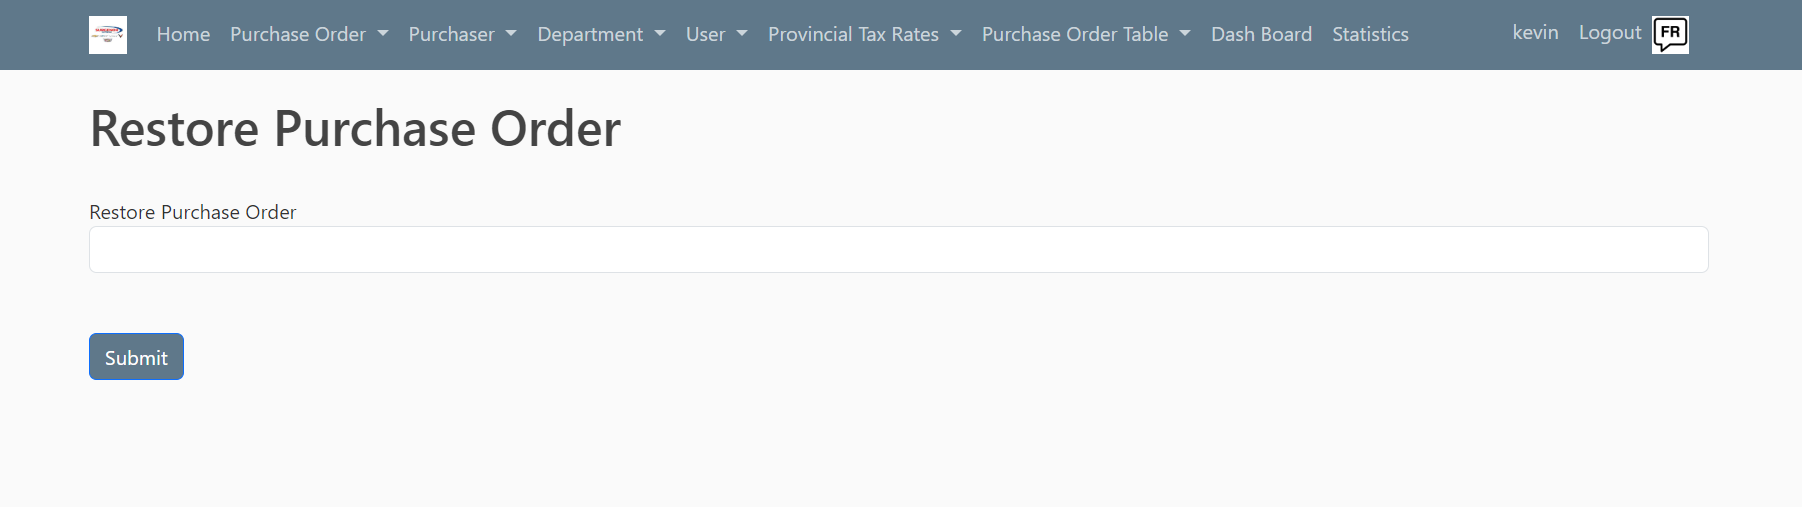 Home Purchase Order Purchaser Department User Provincial Tax Rates Purchase Order Table Dash Board Statistics kevin Logout FR
Restore Purchase Order
Restore Purchase Order
Submit